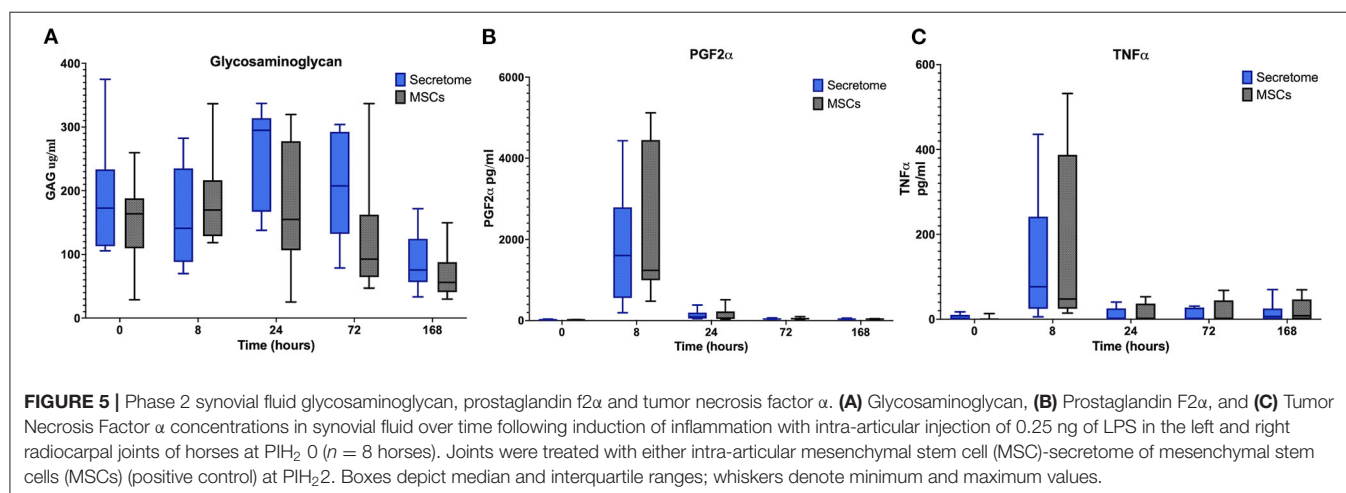 A
Glycosaminoglycan
Secretome
MSCs
GAG ug/ml
400
300
200
100
0
0 8 24 72 168
Time (hours)
B
PGF2α
Secretome
MSCs
PGF2α pg/ml
6000
4000
2000
0
0 8 24 72 168
Time (hours)
C
TNFα
Secretome
MSCs
TNFα
pg/ml
600
400
200
0
0 8 24 72 168
Time (hours)
FIGURE 5 | Phase 2 synovial fluid glycosaminoglycan, prostaglandin f2α and tumor necrosis factor α. (A) Glycosaminoglycan, (B) Prostaglandin F2α, and (C) Tumor
Necrosis Factor α concentrations in synovial fluid over time following induction of inflammation with intra-articular injection of 0.25 ng of LPS in the left and right
radiocarpal joints of horses at PIH₂ 0 (n = 8 horses). Joints were treated with either intra-articular mesenchymal stem cell (MSC)-secretome of mesenchymal stem
cells (MSCs) (positive control) at PIH₂2. Boxes depict median and interquartile ranges; whiskers denote minimum and maximum values.